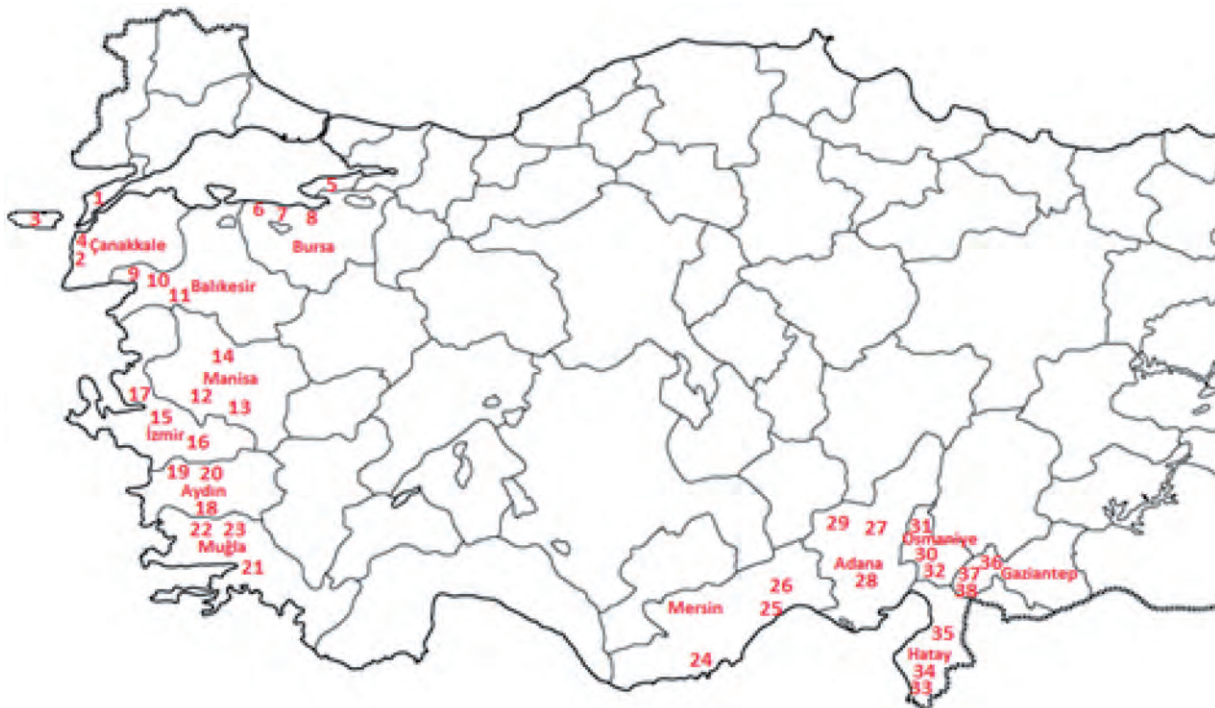 1
5
3
6 7 8
4 Çanakkale
Bursa
2
9 10
11 Balıkesir
14
Manisa
17 12 13
15
İzmir 16
19 20
Aydın
18
22 23
Muğla
21
29 27 31
Osmaniye
30
Adana 32 37 36 Gaziantep
28
38
26
Mersin 25
35
24 Hatay
34
33